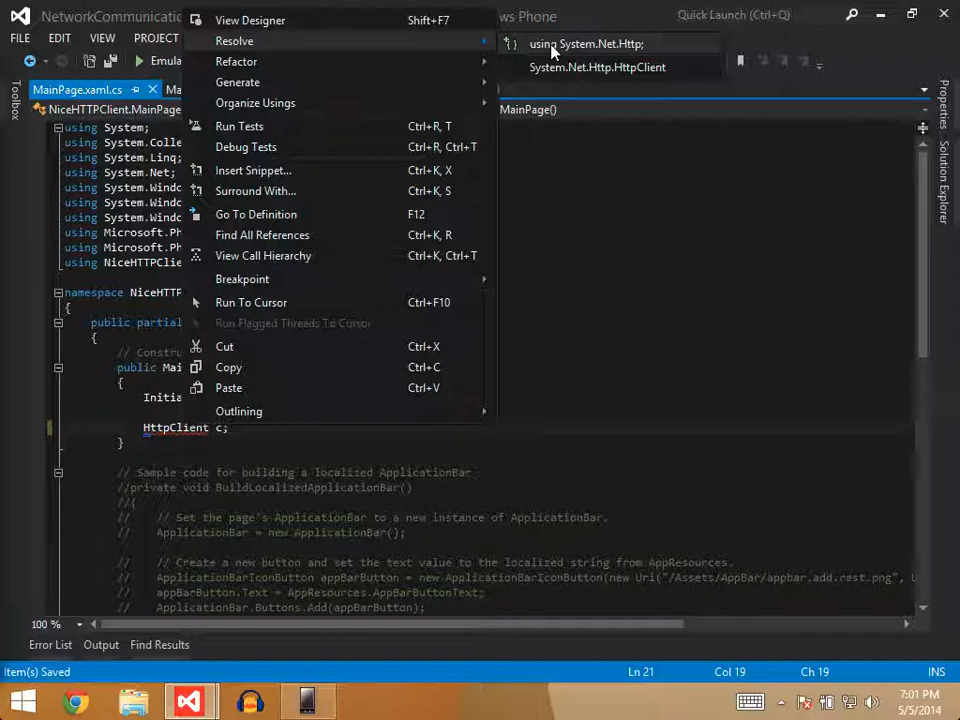 NetworkCommunicatio
ws Phone
Quick Launch (Ctrl+Q)
FILE EDIT VIEW PROJECT
Emula
Toolbox
MainPage.xaml.cs
Ma
NiceHTTPClient.MainPage
MainPage()
View Designer Shift+F7
Resolve
Refactor
Generate
Organize Usings
Run Tests Ctrl+R, T
Debug Tests Ctrl+R, Ctrl+T
Insert Snippet... Ctrl+K, X
Surround With... Ctrl+K, S
Go To Definition F12
Find All References Ctrl+K, R
View Call Hierarchy Ctrl+K, Ctrl+T
Breakpoint
Run To Cursor Ctrl+F10
Run Flagged Threads To Cursor
Cut Ctrl+X
Copy Ctrl+C
Paste Ctrl+V
Outlining
using System.Net.Http;
System.Net.Http.HttpClient
Properties
Solution Explorer
using System;
using System.Colle
using System.Linq;
using System.Net;
using System.Windo
using System.Windo
using System.Windo
using Microsoft.Ph
using Microsoft.Ph
using NiceHTTPClie
namespace NiceHTTP
{
public partial
{
// Constru
public Mai
{
Initia
HttpClient c;
}
// Sample code for building a localized ApplicationBar
//private void BuildLocalizedApplicationBar()
//{
// // Set the page's ApplicationBar to a new instance of ApplicationBar.
// ApplicationBar = new ApplicationBar();
// // Create a new button and set the text value to the localized string from AppResources.
// ApplicationBarIconButton appBarButton = new ApplicationBarIconButton(new Uri("/Assets/AppBar/appbar.add.rest.png", U
// appBarButton.Text = AppResources.AppBarButtonText;
// ApplicationBar.Buttons.Add(appBarButton);
100 %
Error List Output Find Results
Item(s) Saved Ln 21 Col 19 Ch 19 INS
7:01 PM
5/5/2014